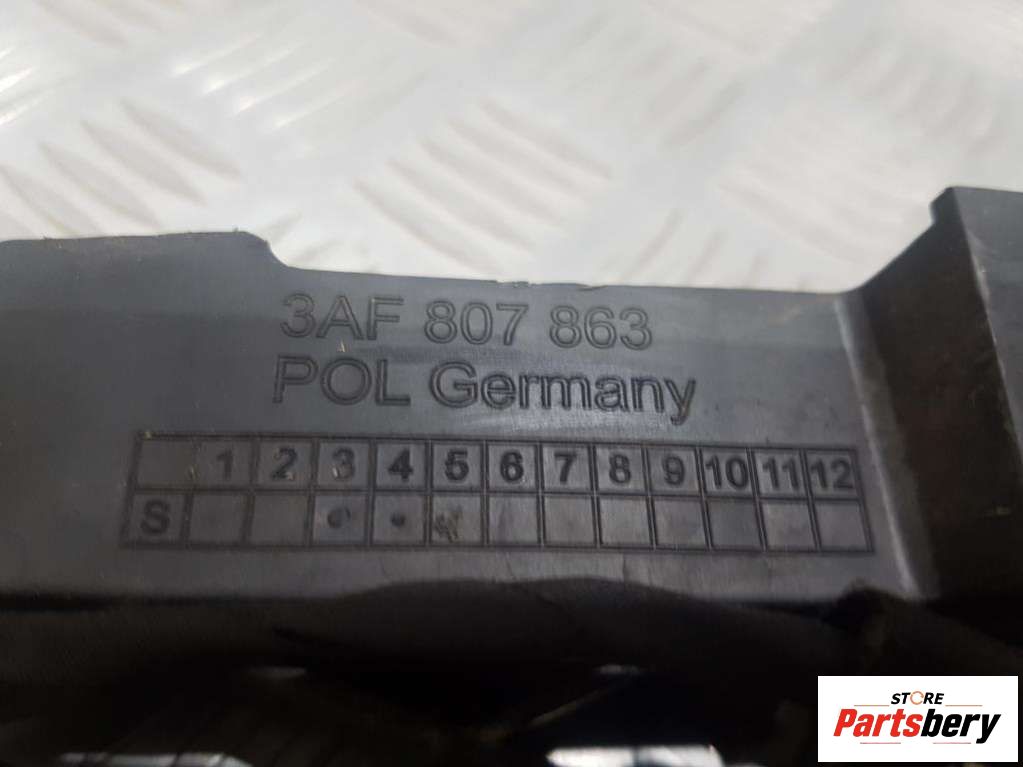 3AF 807 863
POL Germany
1 2 3 4 5 6 7 8 9 10 11 12
S
STORE
Partsbery